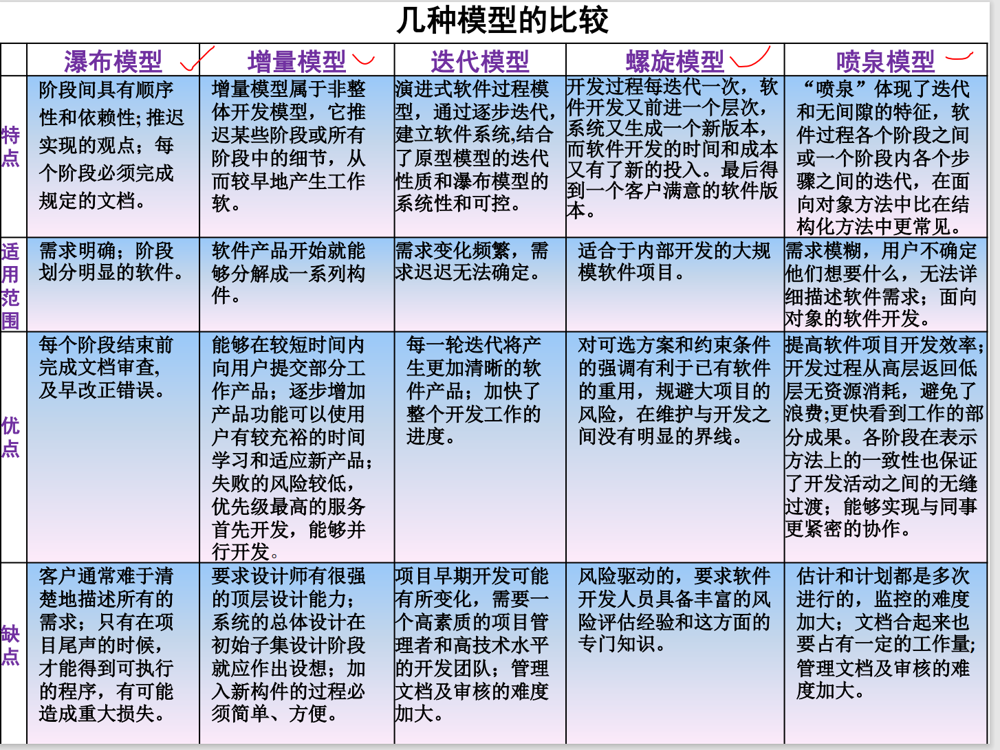 几种模型的比较
瀑布模型
增量模型
迭代模型
螺旋模型
喷泉模型
特
点
阶段间具有顺序
性和依赖性;推迟
实现的观点；每
个阶段必须完成
规定的文档。
增量模型属于非整
体开发模型，它推
迟某些阶段或所有
阶段中的细节，从
而较早地产生工作
软。
演进式软件过程模
型，通过逐步迭代，
建立软件系统,结合
了原型模型的迭代
性质和瀑布模型的
系统性和可控。
开发过程每迭代一次，软
件开发又前进一个层次，
系统又生成一个新版本，
而软件开发的时间和成本
又有了新的投入。最后得
到一个客户满意的软件版
本。
“喷泉”体现了迭代
和无间隙的特征，软
件过程各个阶段之间
或一个阶段内各个步
骤之间的迭代，在面
向对象方法中比在结
构化方法中更常见。
适
用
范
围
需求明确；阶段
划分明显的软件。
软件产品开始就能
够分解成一系列构
件。
需求变化频繁，需
求迟迟无法确定。
适合于内部开发的大规
模软件项目。
需求模糊，用户不确定
他们想要什么，无法详
细描述软件需求；面向
对象的软件开发。
优
点
每个阶段结束前
完成文档审查,
及早改正错误。
能够在较短时间内
向用户提交部分工
作产品；逐步增加
产品功能可以使用
户有较充裕的时间
学习和适应新产品；
失败的风险较低，
优先级最高的服务
首先开发，能够并
行开发。
每一轮迭代将产
生更加清晰的软
件产品；加快了
整个开发工作的
进度。
对可选方案和约束条件
的强调有利于已有软件
的重用，规避大项目的
风险，在维护与开发之
间没有明显的界线。
提高软件项目开发效率；
开发过程从高层返回低
层无资源消耗，避免了
浪费;更快看到工作的部
分成果。各阶段在表示
方法上的一致性也保证
了开发活动之间的无缝
过渡；能够实现与同事
更紧密的协作。
缺
点
客户通常难于清
楚地描述所有的
需求；只有在项
目尾声的时候，
才能得到可执行
的程序，有可能
造成重大损失。
要求设计师有很强
的顶层设计能力；
系统的总体设计在
初始子集设计阶段
就应作出设想；加
入新构件的过程必
须简单、方便。
项目早期开发可能
有所变化，需要一
个高素质的项目管
理者和高技术水平
的开发团队；管理
文档及审核的难度
加大。
风险驱动的，要求软件
开发人员具备丰富的风
险评估经验和这方面的
专门知识。
估计和计划都是多次
进行的，监控的难度
加大；文档合起来也
要占有一定的工作量;
管理文档及审核的难
度加大。